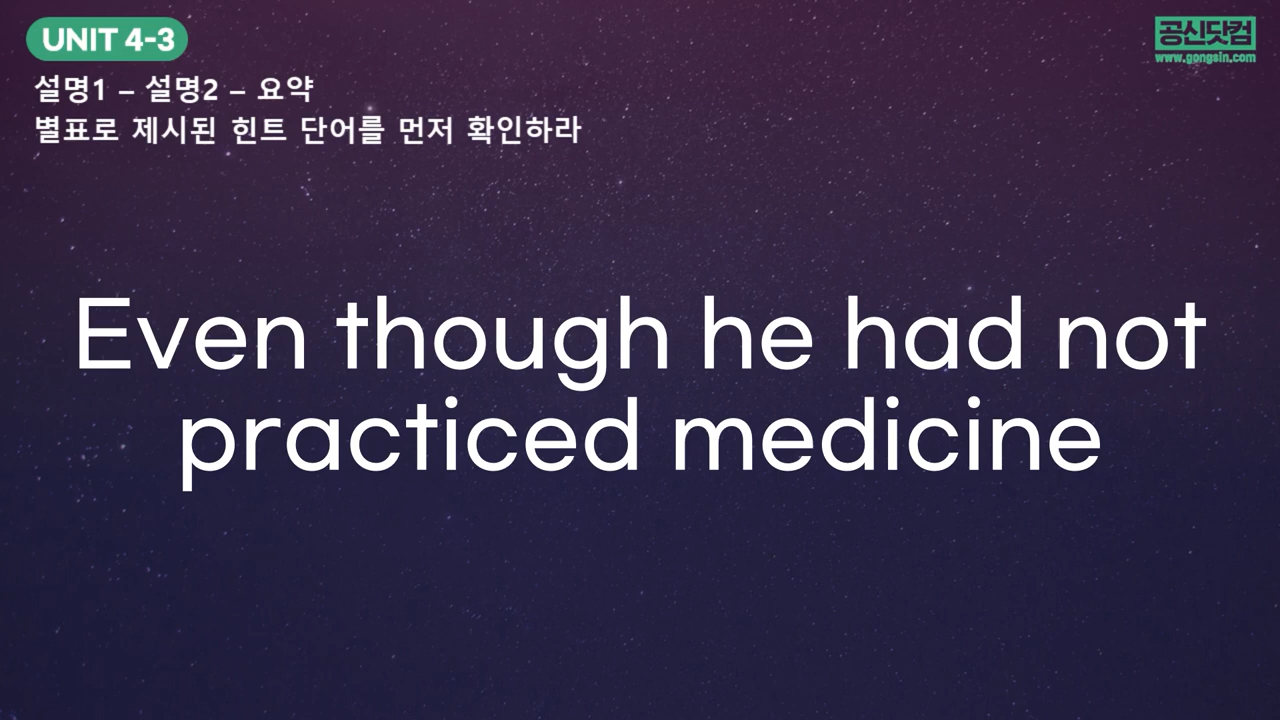 UNIT 4-3
공신닷컴
www.gongsin.com
설명1 – 설명2 – 요약
별표로 제시된 힌트 단어를 먼저 확인하라
Even though he had not
practiced medicine